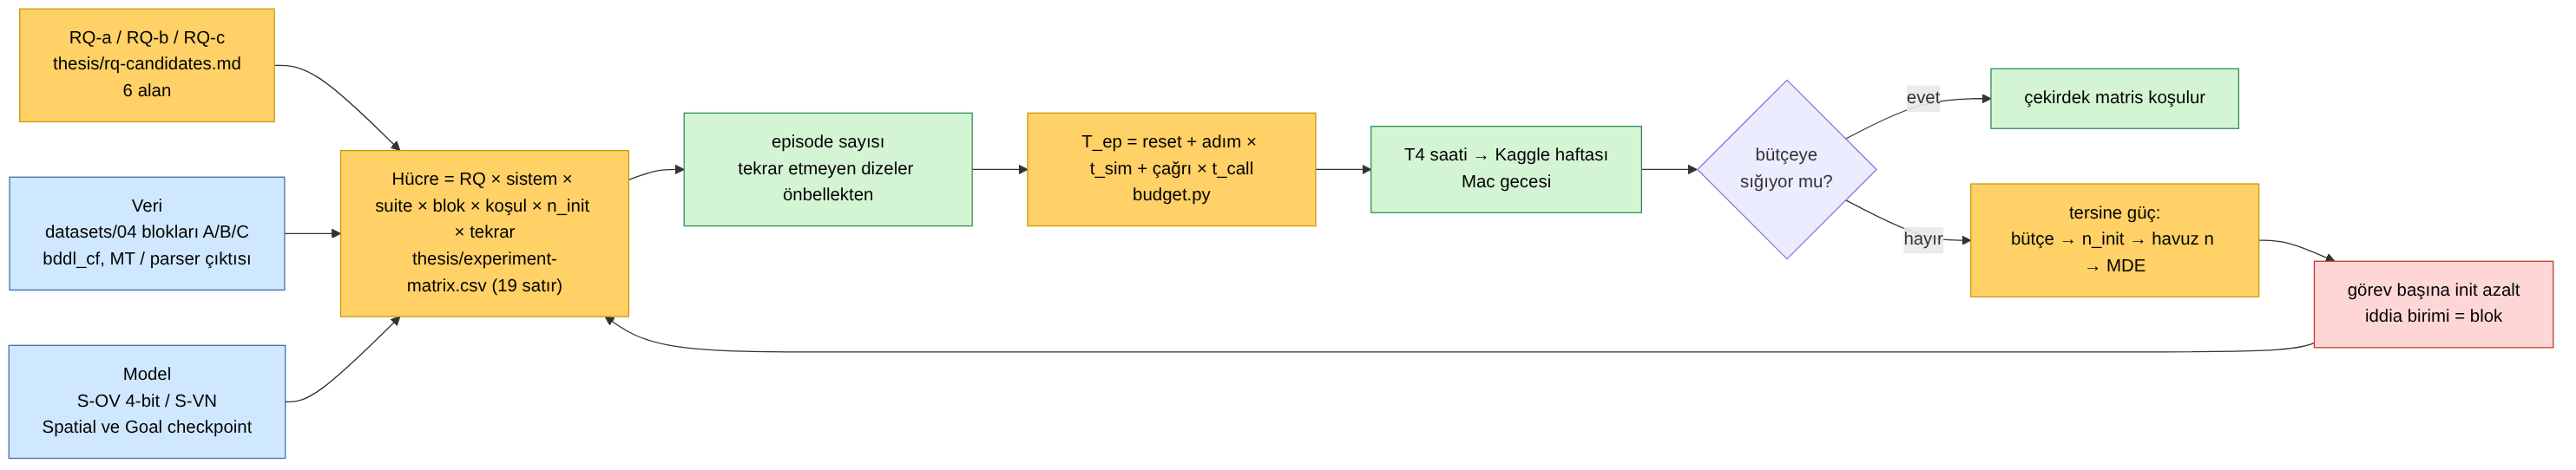 RQ-a / RQ-b / RQ-c
thesis/rq-candidates.md
6 alan
Veri
datasets/04 blokları A/B/C
bddl_cf, MT / parser çıktısı
Model
S-OV 4-bit / S-VN
Spatial ve Goal checkpoint
Hücre = RQ × sistem ×
suite × blok × koşul × n_init
× tekrar
thesis/experiment-
matrix.csv (19 satır)
episode sayısı
tekrar etmeyen dizeler
önbellekten
T_ep = reset + adım ×
t_sim + çağrı × t_call
budget.py
T4 saati → Kaggle haftası
Mac gecesi
bütçeye
sığıyor mu?
evet
çekirdek matris koşulur
hayır
tersine güç:
bütçe → n_init → havuz n
→ MDE
görev başına init azalt
iddia birimi = blok